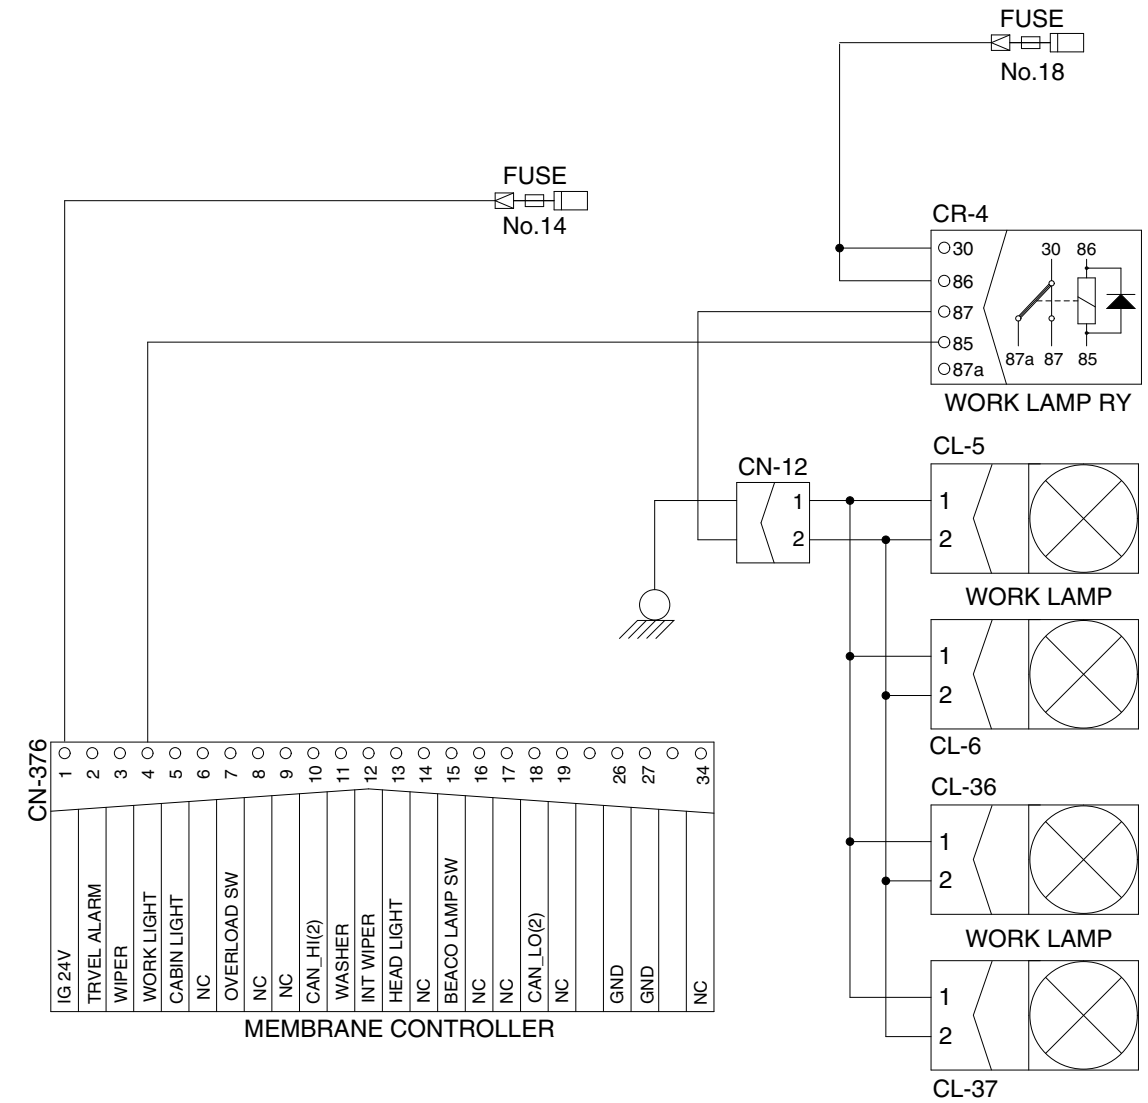 FUSE
No.18
FUSE
No.14
CR-4
30
86
87
85
87a
30 86
87a 87 85
WORK LAMP RY
CL-5
1
2
WORK LAMP
CN-12
1
2
1
2
CL-6
CL-36
1
2
WORK LAMP
1
2
CL-37
CN-376
1 2 3 4 5 6 7 8 9 10 11 12 13 14 15 16 17 18 19 26 27 34
IG 24V
TRVEL ALARM
WIPER
WORK LIGHT
CABIN LIGHT
NC
OVERLOAD SW
NC
NC
CAN_HI(2)
WASHER
INT WIPER
HEAD LIGHT
NC
BEACO LAMP SW
NC
NC
CAN_LO(2)
NC
GND
GND
NC
MEMBRANE CONTROLLER